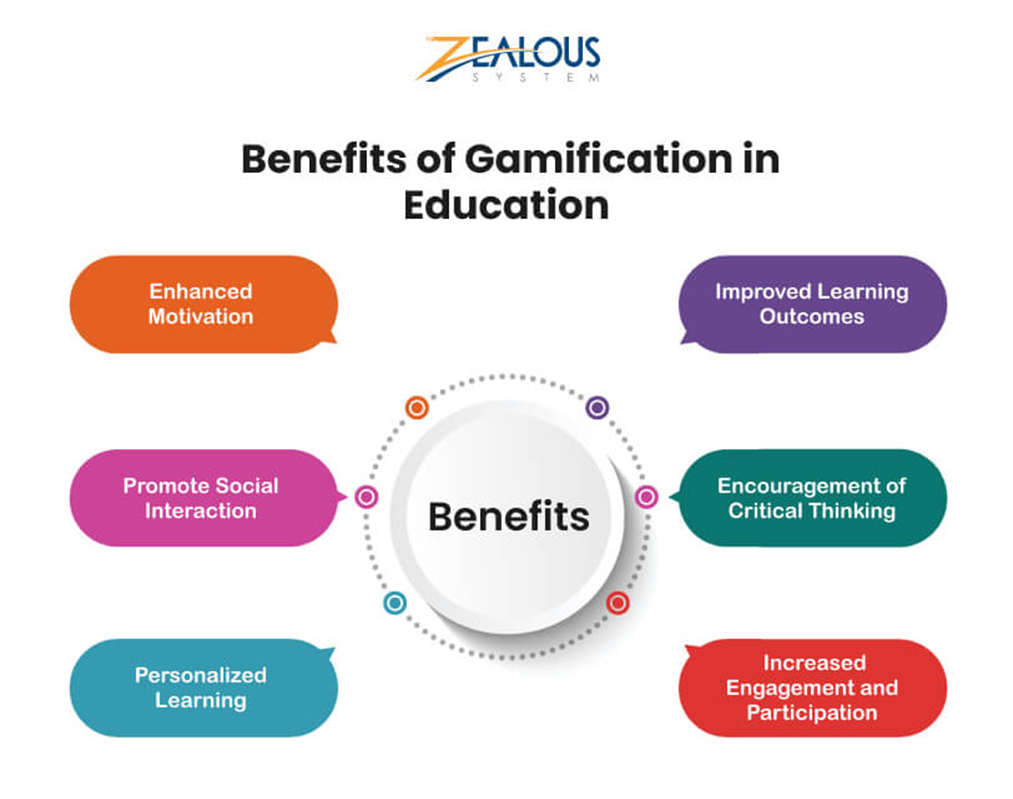 ZEALOUS
SYSTEM
Benefits of Gamification in
Education
Enhanced
Motivation
Improved Learning
Outcomes
Promote Social
Interaction
Benefits
Encouragement of
Critical Thinking
Personalized
Learning
Increased
Engagement and
Participation